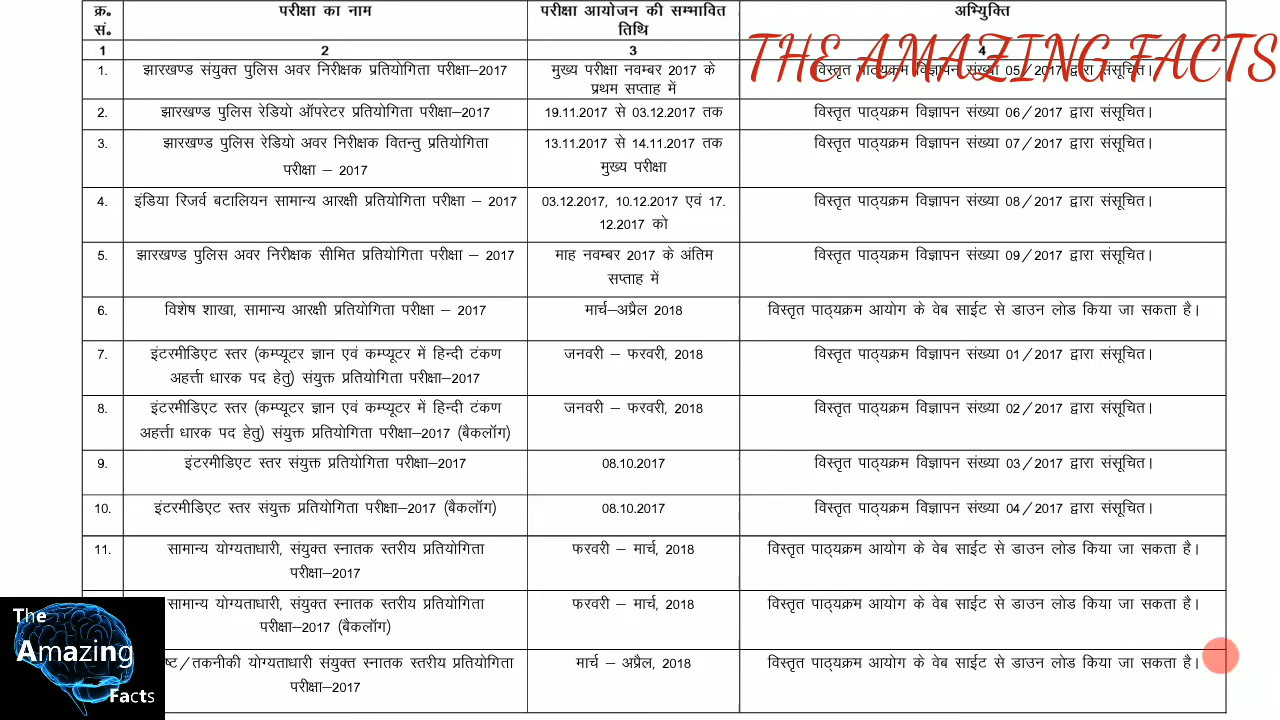 क्र॰ सं॰ परीक्षा का नाम परीक्षा आयोजन की सम्भावित तिथि अभ्युक्ति
THE AMAZING FACTS
1 2 3 4
1. झारखण्ड संयुक्त पुलिस अवर निरीक्षक प्रतियोगिता परीक्षा–2017 मुख्य परीक्षा नवम्बर 2017 के प्रथम सप्ताह में विस्तृत पाठ्यक्रम विज्ञापन संख्या 05/2017 द्वारा संसूचित।
2. झारखण्ड पुलिस रेडियो ऑपरेटर प्रतियोगिता परीक्षा–2017 19.11.2017 से 03.12.2017 तक विस्तृत पाठ्यक्रम विज्ञापन संख्या 06/2017 द्वारा संसूचित।
3. झारखण्ड पुलिस रेडियो अवर निरीक्षक वितन्तु प्रतियोगिता 13.11.2017 से 14.11.2017 तक विस्तृत पाठ्यक्रम विज्ञापन संख्या 07/2017 द्वारा संसूचित।
परीक्षा – 2017 मुख्य परीक्षा
4. इंडिया रिजर्व बटालियन सामान्य आरक्षी प्रतियोगिता परीक्षा – 2017 03.12.2017, 10.12.2017 एवं 17. विस्तृत पाठ्यक्रम विज्ञापन संख्या 08/2017 द्वारा संसूचित।
12.2017 को
5. झारखण्ड पुलिस अवर निरीक्षक सीमित प्रतियोगिता परीक्षा – 2017 माह नवम्बर 2017 के अंतिम विस्तृत पाठ्यक्रम विज्ञापन संख्या 09/2017 द्वारा संसूचित।
सप्ताह में
6. विशेष शाखा, सामान्य आरक्षी प्रतियोगिता परीक्षा – 2017 मार्च–अप्रैल 2018 विस्तृत पाठ्यक्रम आयोग के वेब साईट से डाउन लोड किया जा सकता है।
7. इंटरमीडिएट स्तर (कम्प्यूटर ज्ञान एवं कम्प्यूटर में हिन्दी टंकण जनवरी – फरवरी, 2018 विस्तृत पाठ्यक्रम विज्ञापन संख्या 01/2017 द्वारा संसूचित।
अहर्त्ता धारक पद हेतु) संयुक्त प्रतियोगिता परीक्षा–2017
8. इंटरमीडिएट स्तर (कम्प्यूटर ज्ञान एवं कम्प्यूटर में हिन्दी टंकण जनवरी – फरवरी, 2018 विस्तृत पाठ्यक्रम विज्ञापन संख्या 02/2017 द्वारा संसूचित।
अहर्त्ता धारक पद हेतु) संयुक्त प्रतियोगिता परीक्षा–2017 (बैकलॉग)
9. इंटरमीडिएट स्तर संयुक्त प्रतियोगिता परीक्षा–2017 08.10.2017 विस्तृत पाठ्यक्रम विज्ञापन संख्या 03/2017 द्वारा संसूचित।
10. इंटरमीडिएट स्तर संयुक्त प्रतियोगिता परीक्षा–2017 (बैकलॉग) 08.10.2017 विस्तृत पाठ्यक्रम विज्ञापन संख्या 04/2017 द्वारा संसूचित।
11. सामान्य योग्यताधारी, संयुक्त स्नातक स्तरीय प्रतियोगिता फरवरी – मार्च, 2018 विस्तृत पाठ्यक्रम आयोग के वेब साईट से डाउन लोड किया जा सकता है।
परीक्षा–2017
सामान्य योग्यताधारी, संयुक्त स्नातक स्तरीय प्रतियोगिता फरवरी – मार्च, 2018 विस्तृत पाठ्यक्रम आयोग के वेब साईट से डाउन लोड किया जा सकता है।
परीक्षा–2017 (बैकलॉग)
तकनीकी योग्यताधारी संयुक्त स्नातक स्तरीय प्रतियोगिता मार्च – अप्रैल, 2018 विस्तृत पाठ्यक्रम आयोग के वेब साईट से डाउन लोड किया जा सकता है।
परीक्षा–2017
The
Amazing
Facts